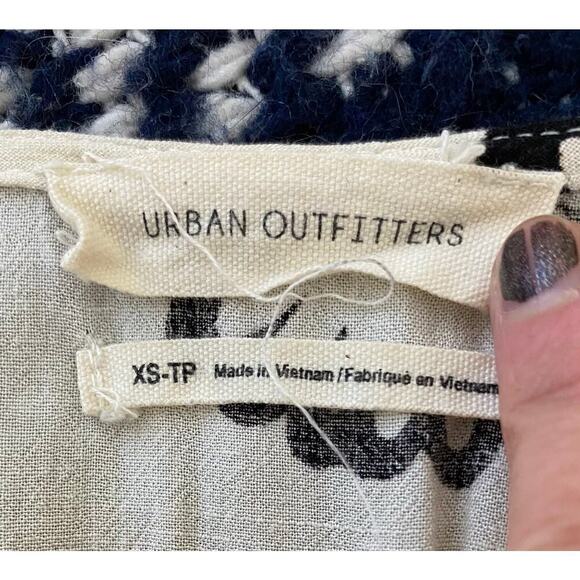 URBAN OUTFITTERS
XS-TP Made in Vietnam / Fabriqué en Vietnam